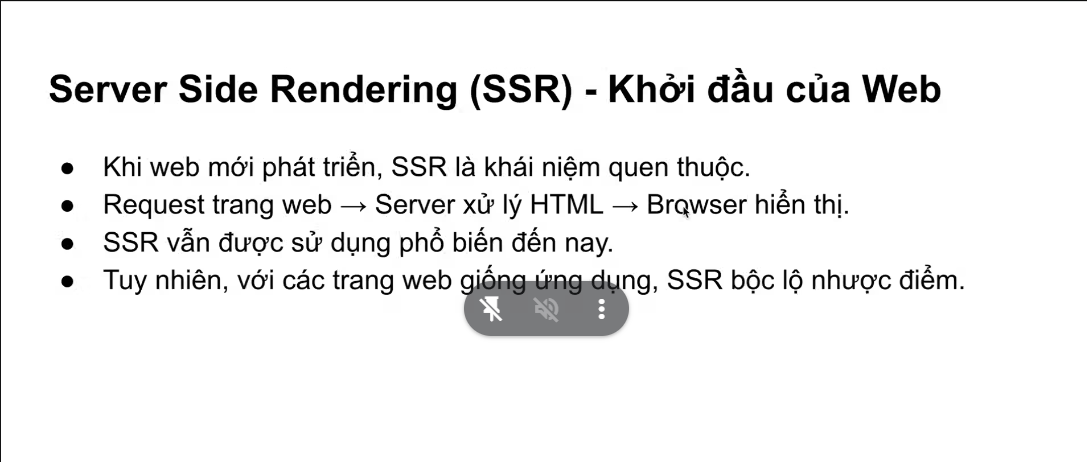 Server Side Rendering (SSR) - Khởi đầu của Web
● Khi web mới phát triển, SSR là khái niệm quen thuộc.
● Request trang web → Server xử lý HTML → Browser hiển thị.
● SSR vẫn được sử dụng phổ biến đến nay.
● Tuy nhiên, với các trang web giống ứng dụng, SSR bộc lộ nhược điểm.